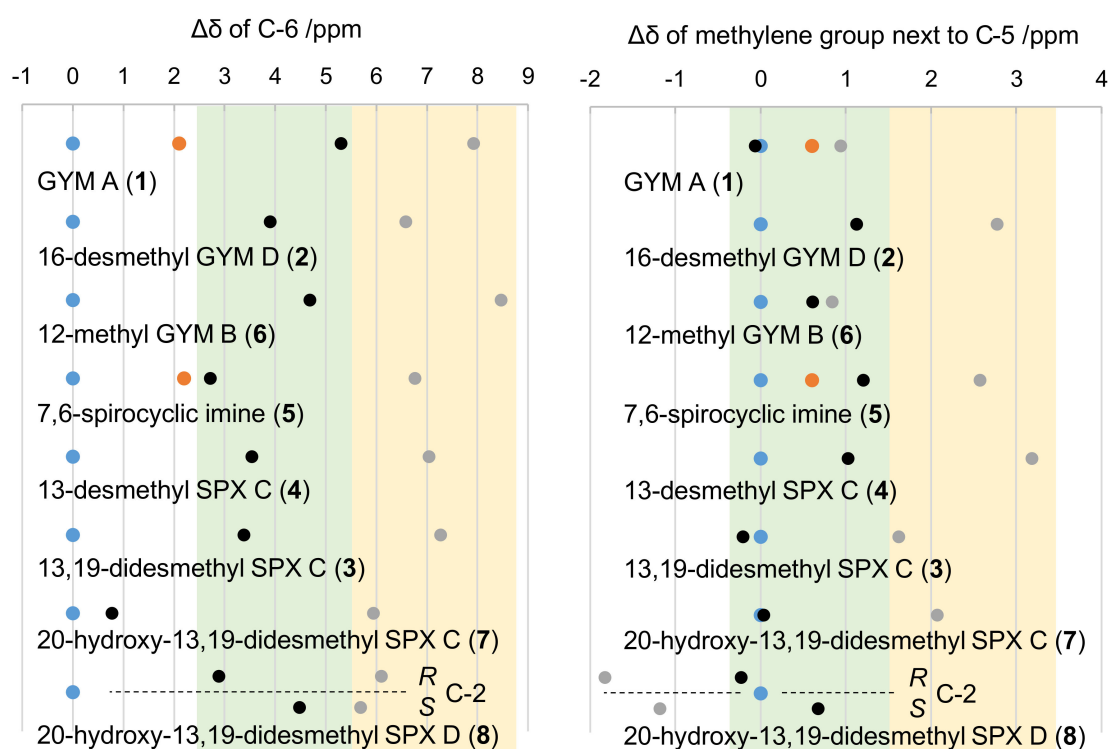 Δδ of C-6 /ppm
-1 0 1 2 3 4 5 6 7 8 9
GYM A (1)
16-desmethyl GYM D (2)
12-methyl GYM B (6)
7,6-spirocyclic imine (5)
13-desmethyl SPX C (4)
13,19-didesmethyl SPX C (3)
20-hydroxy-13,19-didesmethyl SPX C (7)
R
C-2
S
20-hydroxy-13,19-didesmethyl SPX D (8)
Δδ of methylene group next to C-5 /ppm
-2 -1 0 1 2 3 4
GYM A (1)
16-desmethyl GYM D (2)
12-methyl GYM B (6)
7,6-spirocyclic imine (5)
13-desmethyl SPX C (4)
13,19-didesmethyl SPX C (3)
20-hydroxy-13,19-didesmethyl SPX C (7)
R
C-2
S
20-hydroxy-13,19-didesmethyl SPX D (8)